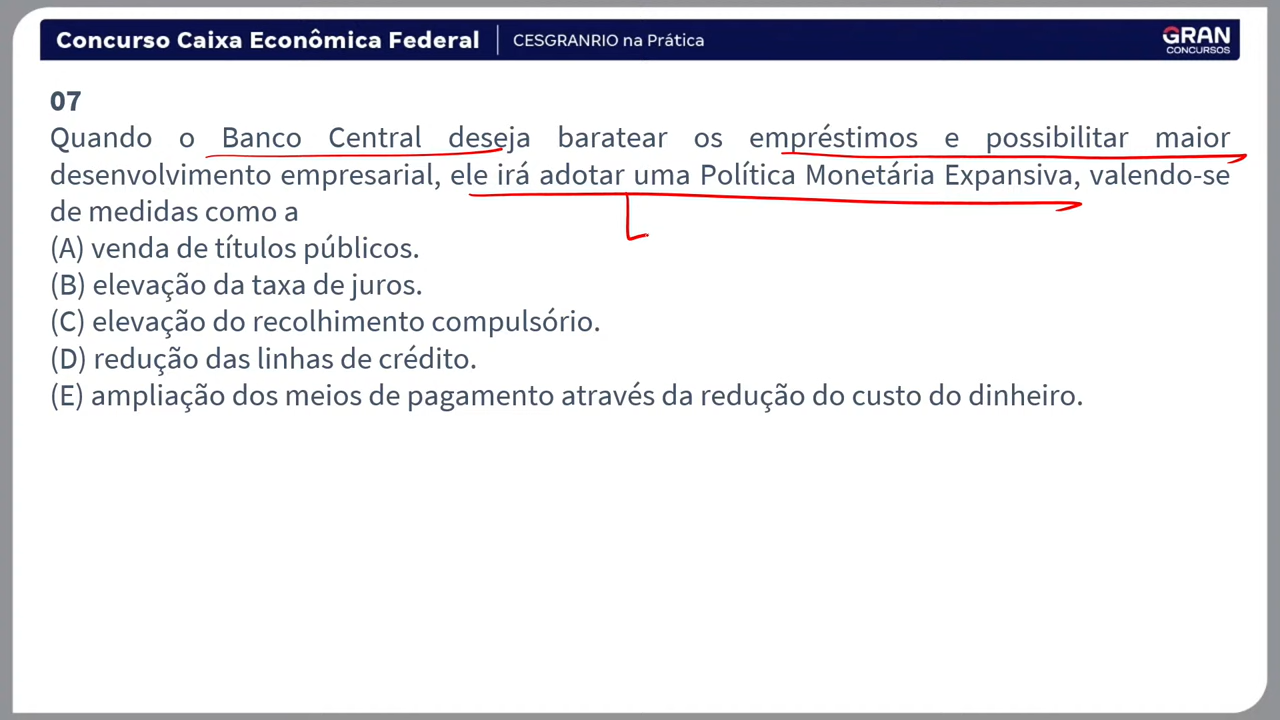 Concurso Caixa Econômica Federal | CESGRANRIO na Prática
GRAN
CONCURSOS
07
Quando o Banco Central deseja baratear os empréstimos e possibilitar maior
desenvolvimento empresarial, ele irá adotar uma Política Monetária Expansiva, valendo-se
de medidas como a
(A) venda de títulos públicos.
(B) elevação da taxa de juros.
(C) elevação do recolhimento compulsório.
(D) redução das linhas de crédito.
(E) ampliação dos meios de pagamento através da redução do custo do dinheiro.